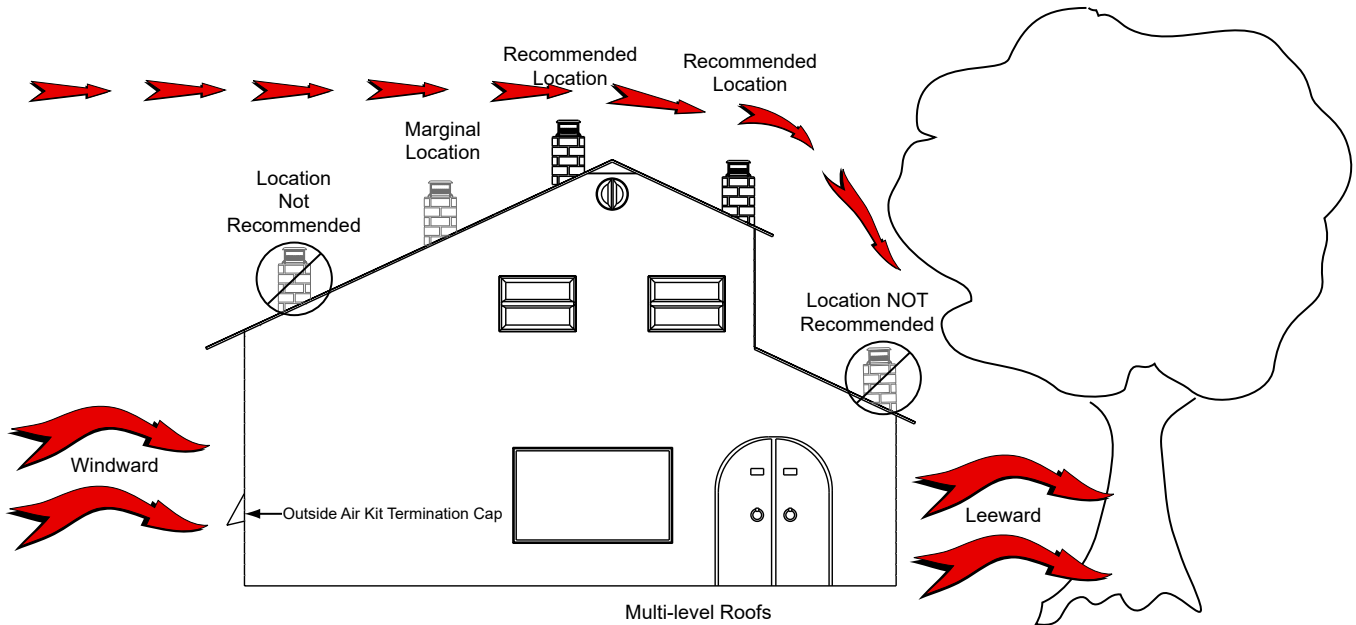 Recommended
Location
Recommended
Location
Marginal
Location
Location
Not
Recommended
Location NOT
Recommended
Windward
Outside Air Kit Termination Cap
Leeward
Multi-level Roofs